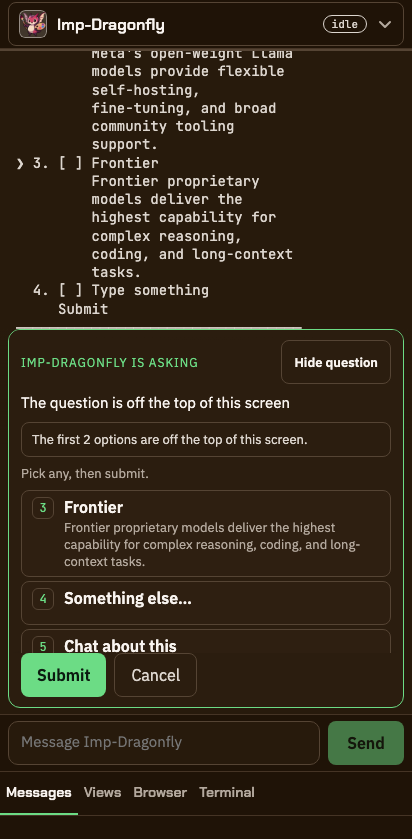 Imp-Dragonfly
idle
Meta's open-weight Llama
models provide flexible
self-hosting,
fine-tuning, and broad
community tooling
support.
❯ 3. [ ] Frontier
Frontier proprietary
models deliver the
highest capability for
complex reasoning,
coding, and long-context
tasks.
4. [ ] Type something
Submit
IMP-DRAGONFLY IS ASKING
Hide question
The question is off the top of this screen
The first 2 options are off the top of this screen.
Pick any, then submit.
3 Frontier
Frontier proprietary models deliver the highest
capability for complex reasoning, coding, and long-
context tasks.
4 Something else...
5 Chat about this
Submit
Cancel
Message Imp-Dragonfly
Send
Messages Views Browser Terminal